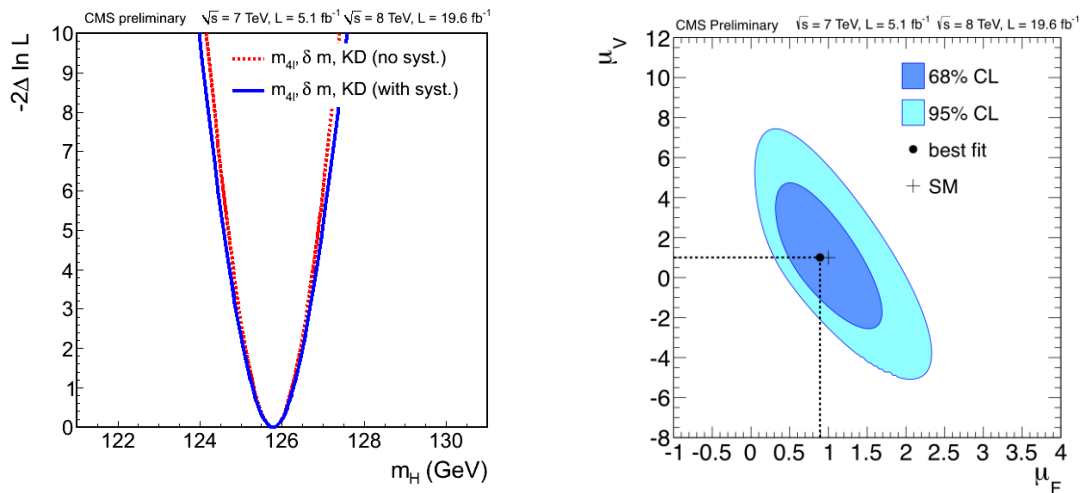 CMS preliminary √s = 7 TeV, L = 5.1 fb⁻¹ √s = 8 TeV, L = 19.6 fb⁻¹
-2Δ ln L
10
9
8
7
6
5
4
3
2
1
0
m₄ₗ, δ m, KD (no syst.)
m₄ₗ, δ m, KD (with syst.)
122 124 126 128 130
m_H (GeV)
CMS Preliminary √s = 7 TeV, L = 5.1 fb⁻¹ √s = 8 TeV, L = 19.6 fb⁻¹
μ_V
12
10
8
6
4
2
0
-2
-4
-6
-8
68% CL
95% CL
best fit
SM
-1 -0.5 0 0.5 1 1.5 2 2.5 3 3.5 4
μ_F